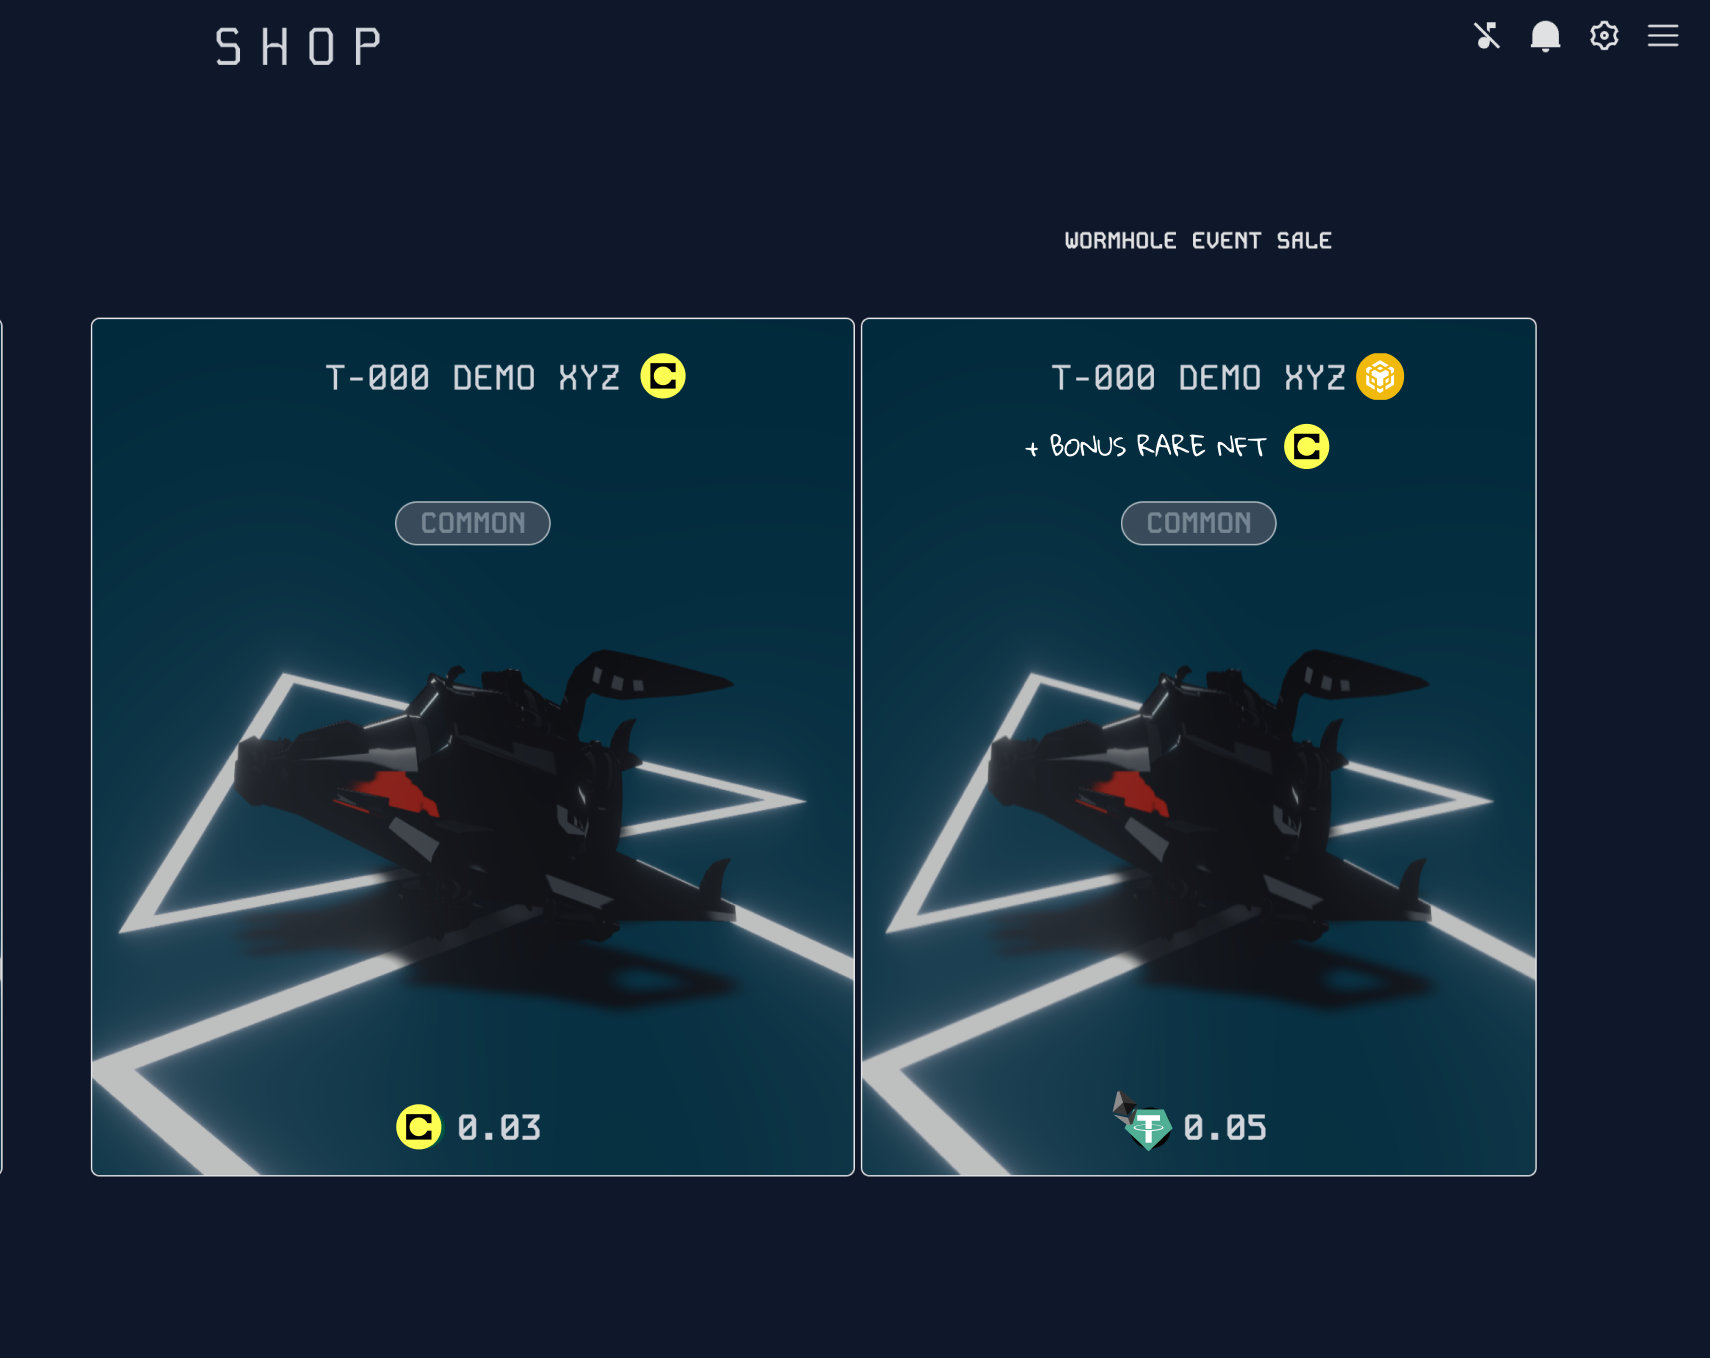 SHOP
WORMHOLE EVENT SALE
T-000 DEMO XYZ
COMMON
0.03
T-000 DEMO XYZ
+ BONUS RARE NFT
COMMON
0.05